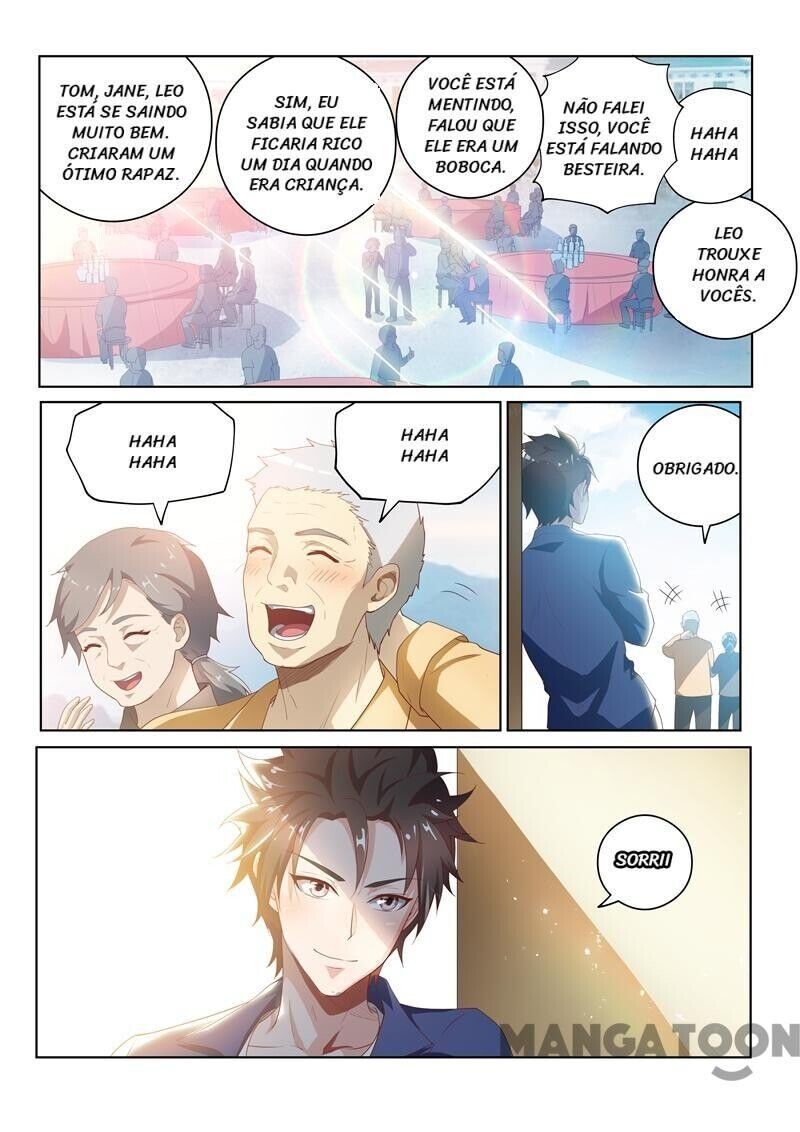 TOM, JANE, LEO
ESTÁ SE SAINDO
MUITO BEM.
CRIARAM UM
ÓTIMO RAPAZ.
SIM, EU
SABIA QUE ELE
FICARIA RICO
UM DIA QUANDO
ERA CRIANÇA.
VOCÊ ESTÁ
MENTINDO,
FALOU QUE
ELE ERA UM
BOBOCA.
NÃO FALEI
ISSO, VOCÊ
ESTÁ FALANDO
BESTEIRA.
HAHA
HAHA
LEO
TROUXE
HONRA A
VOCÊS.
HAHA
HAHA
HAHA
HAHA
OBRIGADO.
SORRII
MANGATOON